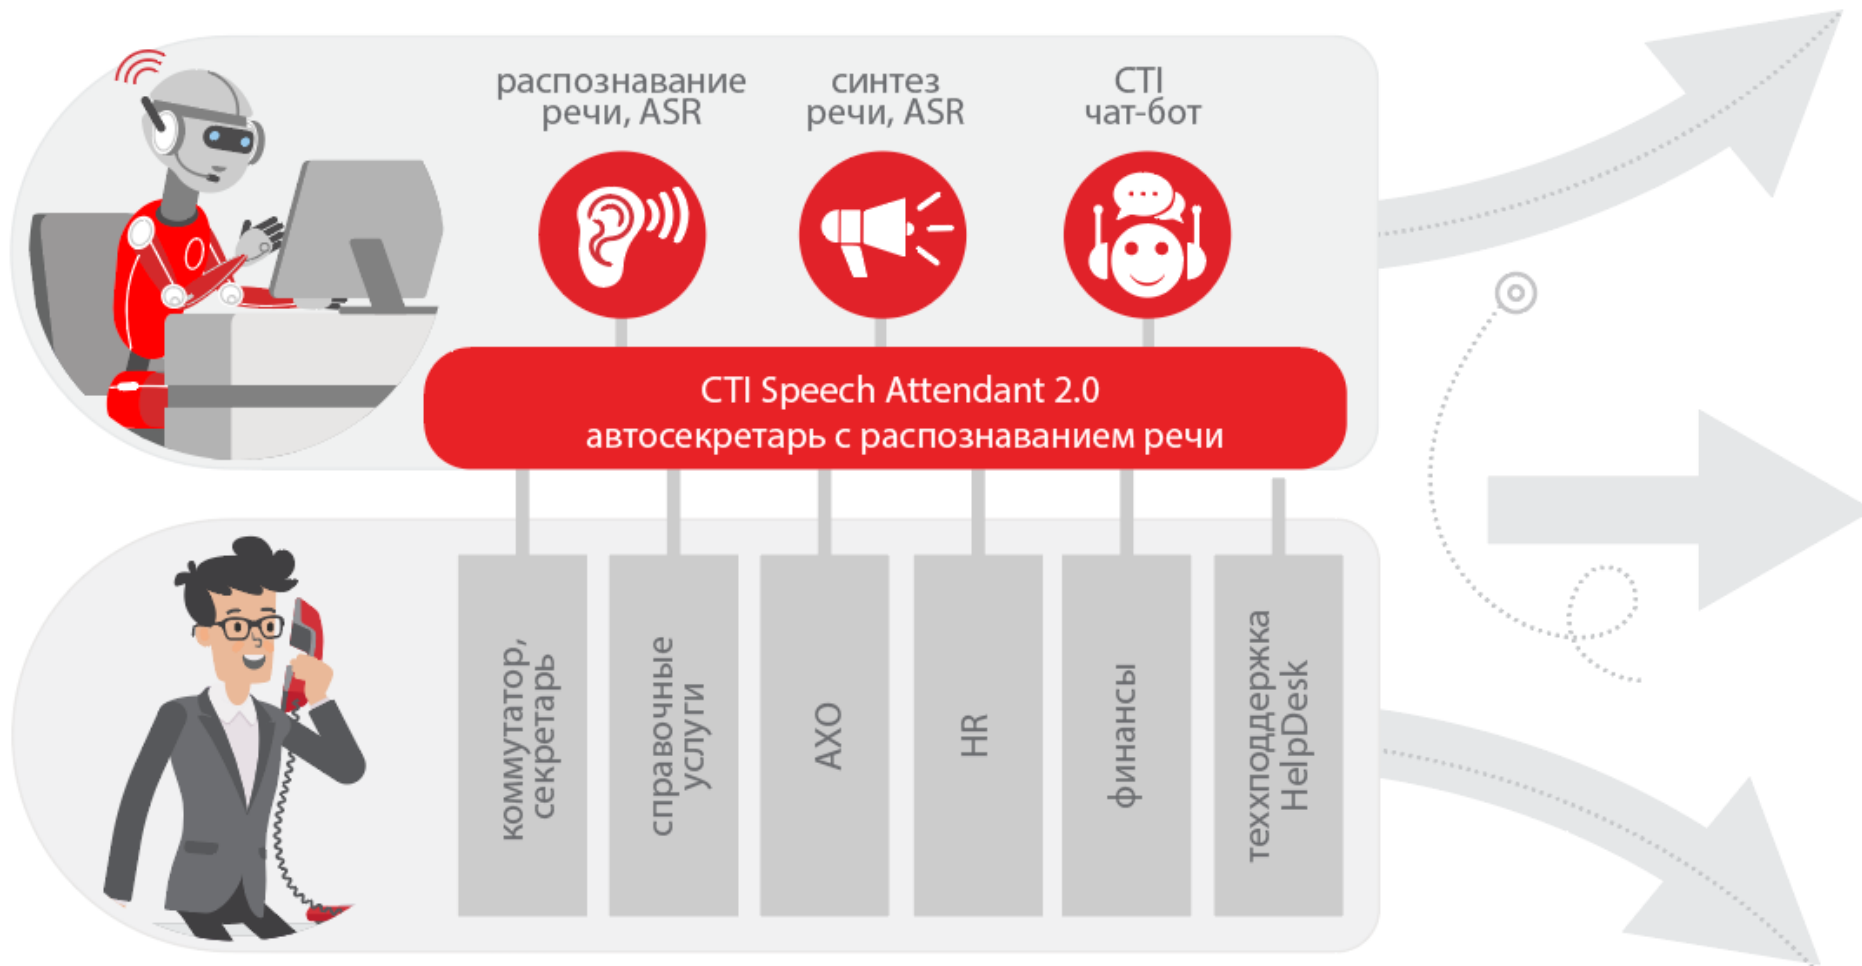 распознавание
речи, ASR
синтез
речи, ASR
CTI
чат-бот
CTI Speech Attendant 2.0
автосекретарь с распознаванием речи
коммутатор,
секретарь
справочные
услуги
АХО
HR
финансы
теххподдержка
HelpDesk